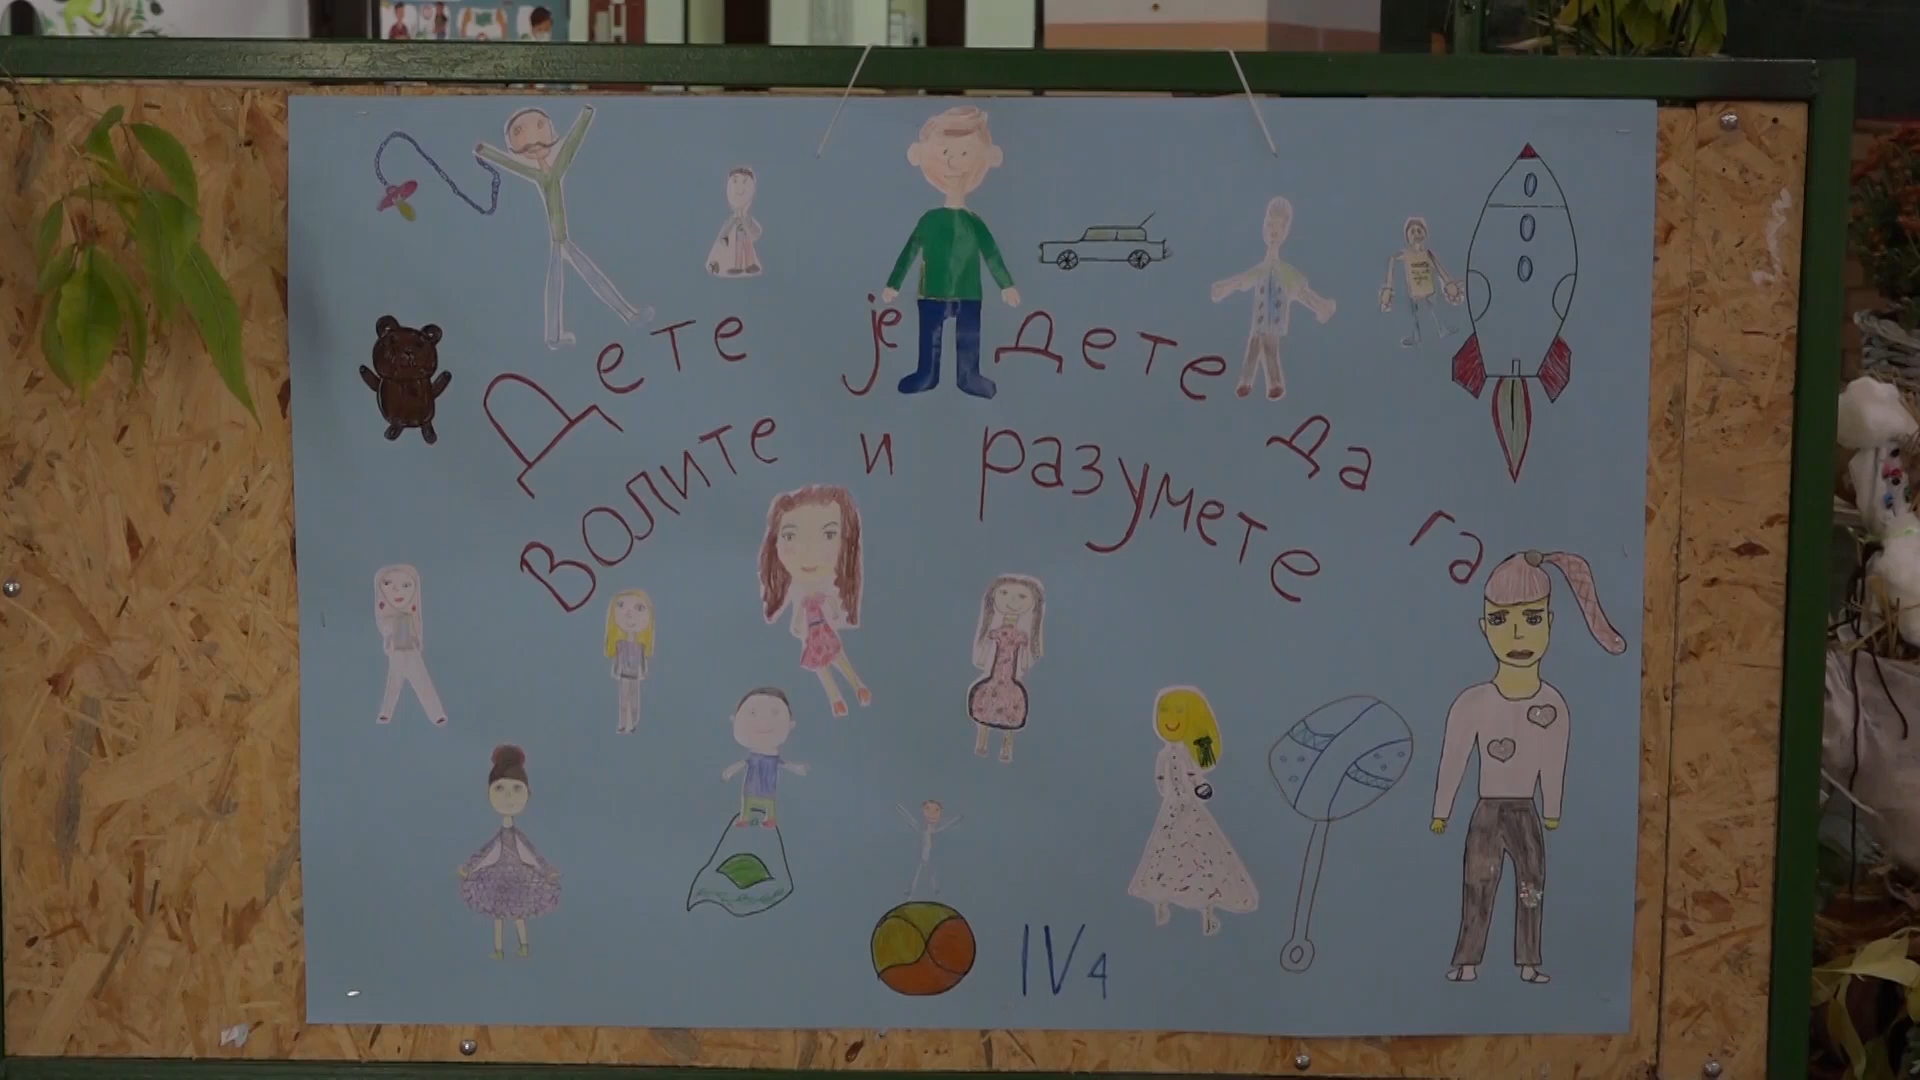 Дете је дете да га
волите и разумете
IV4